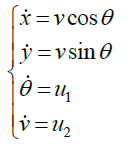 ẋ = v cos θ
ẏ = v sin θ
θ̇ = u₁
v̇ = u₂